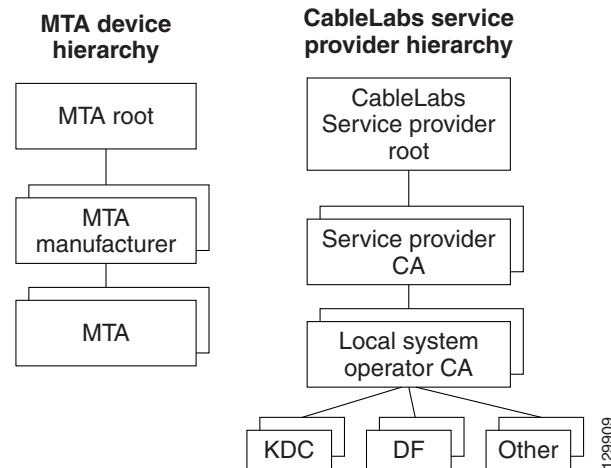 MTA device
hierarchy
MTA root
MTA
manufacturer
MTA
CableLabs service
provider hierarchy
CableLabs
Service provider
root
Service provider
CA
Local system
operator CA
KDC
DF
Other
129909